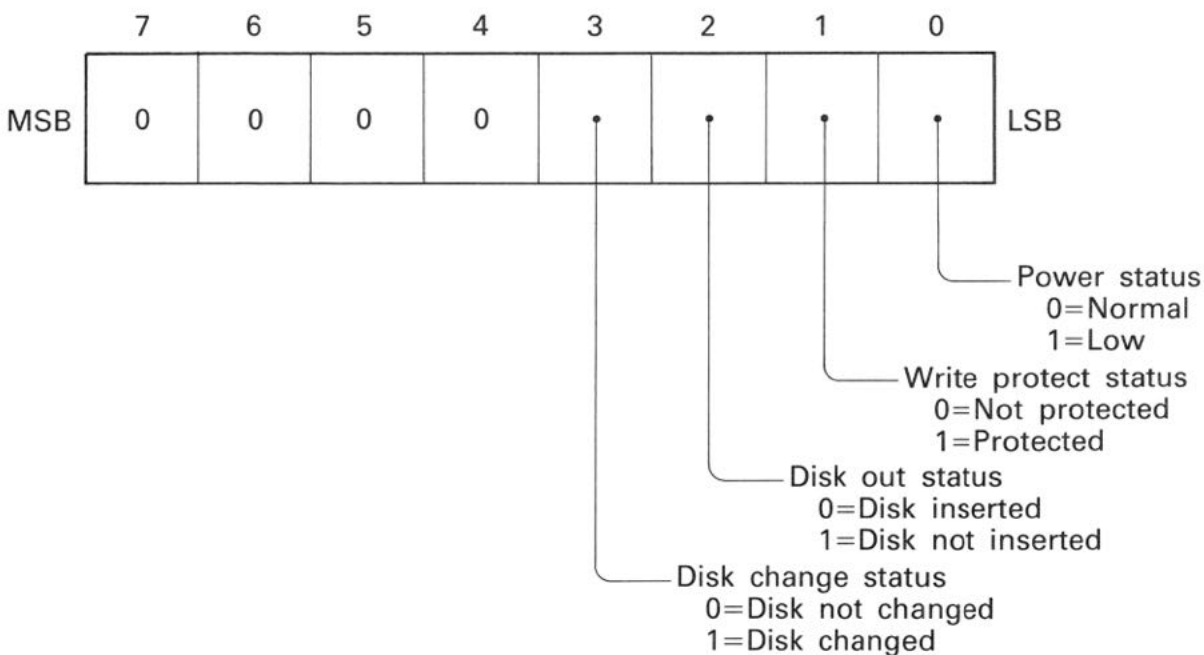 7 6 5 4 3 2 1 0
MSB 0 0 0 0 LSB
Power status
0=Normal
1=Low
Write protect status
0=Not protected
1=Protected
Disk out status
0=Disk inserted
1=Disk not inserted
Disk change status
0=Disk not changed
1=Disk changed